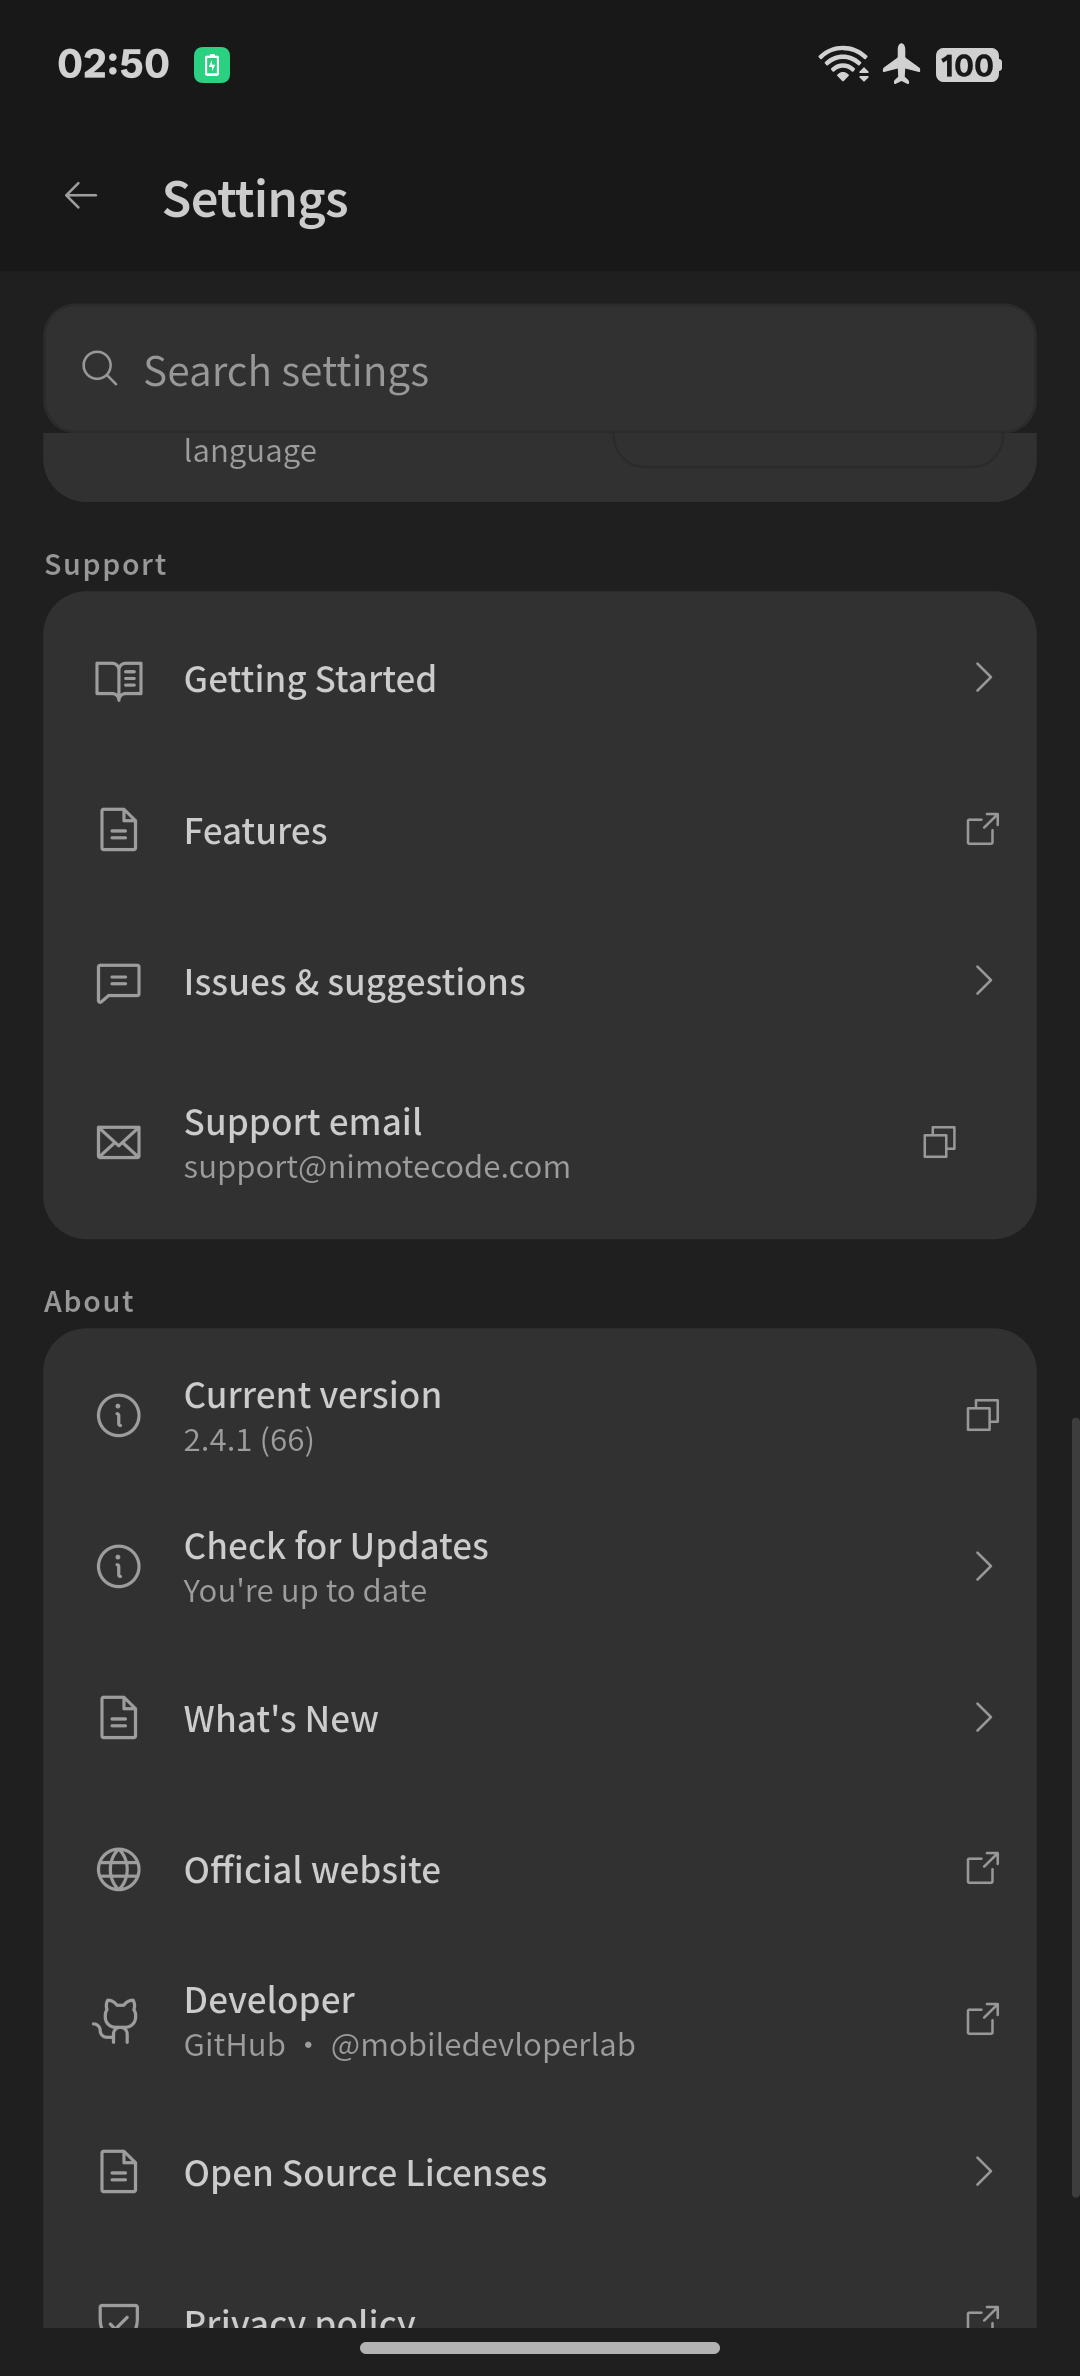 02:50
100
Settings
Search settings
language
Support
Getting Started
Features
Issues & suggestions
Support email
support@nimotecode.com
About
Current version
2.4.1 (66)
Check for Updates
You're up to date
What's New
Official website
Developer
GitHub • @mobiledevloperlab
Open Source Licenses
Privacy policy